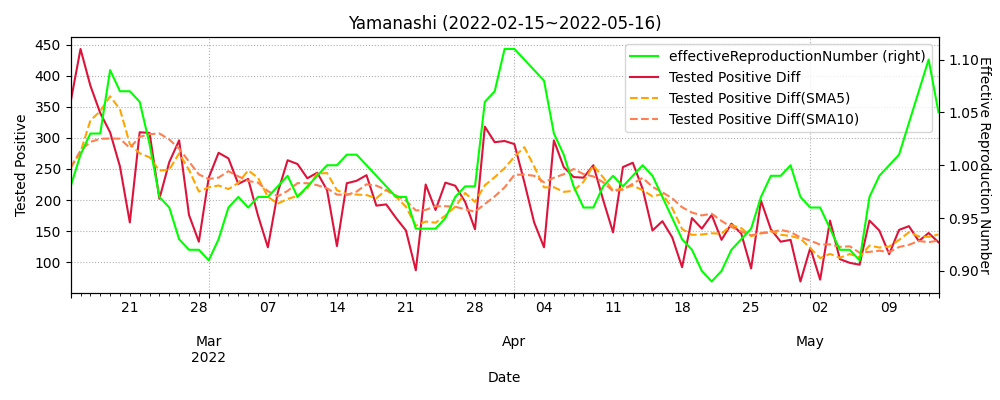 Yamanashi (2022-02-15~2022-05-16)
450
400
350
300
250
200
150
100
Tested Positive
effectiveReproductionNumber (right)
Tested Positive Diff
Tested Positive Diff(SMA5)
Tested Positive Diff(SMA10)
1.10
1.05
1.00
0.95
0.90
Effective Reproduction Number
21 28 07 14 21 28 04 11 18 25 02 09
Mar Apr May
2022
Date